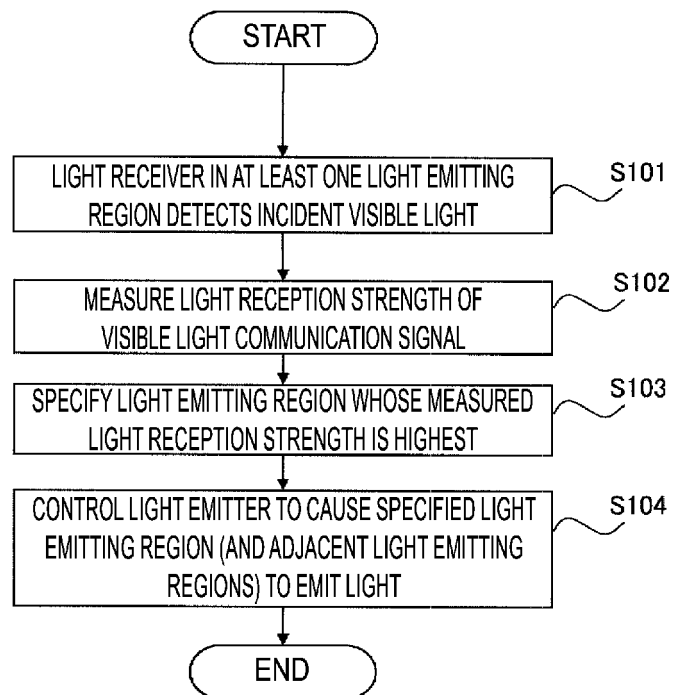 START
LIGHT RECEIVER IN AT LEAST ONE LIGHT EMITTING
REGION DETECTS INCIDENT VISIBLE LIGHT
S101
MEASURE LIGHT RECEPTION STRENGTH OF
VISIBLE LIGHT COMMUNICATION SIGNAL
S102
SPECIFY LIGHT EMITTING REGION WHOSE MEASURED
LIGHT RECEPTION STRENGTH IS HIGHEST
S103
CONTROL LIGHT EMITTER TO CAUSE SPECIFIED LIGHT
EMITTING REGION (AND ADJACENT LIGHT EMITTING
REGIONS) TO EMIT LIGHT
S104
END